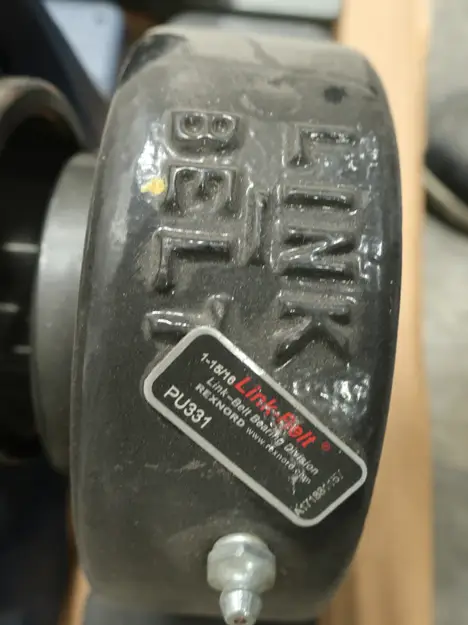 LINK
BELT
1-15/16 Link-Belt ®
Link-Belt Bearing Division
REXNORD www.rexnord.com
PU331